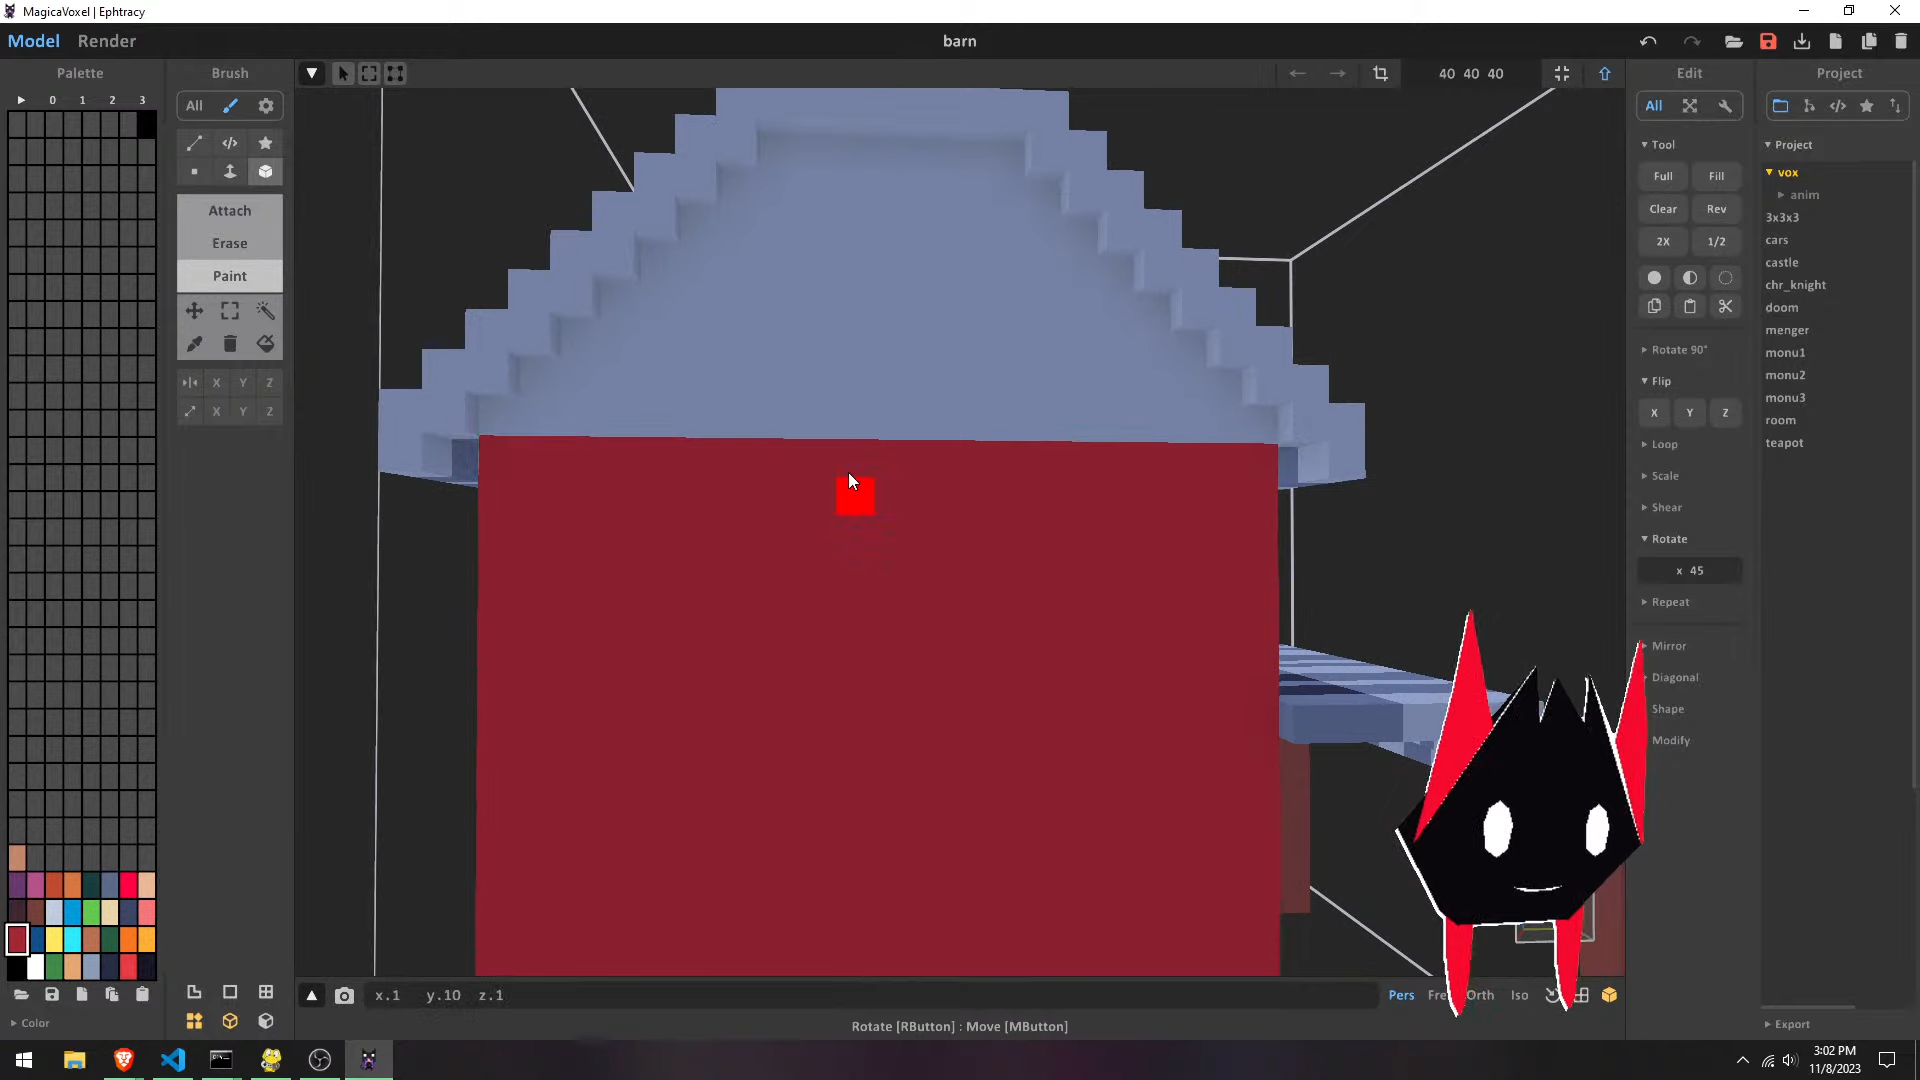 MagicaVoxel | Ephtracy
Model Render
barn
Palette
0 1 2 3
Brush
All
Attach
Erase
Paint
X Y Z
X Y Z
40 40 40
Edit
All
Tool
Full Fill
Clear Rev
2X 1/2
Rotate 90°
Flip
X Y Z
Loop
Scale
Shear
Rotate
x 45
Repeat
Mirror
Diagonal
Shape
Modify
Project
Project
vox
anim
3x3x3
cars
castle
chr_knight
doom
menger
monu1
monu2
monu3
room
teapot
Export
Color
x.1 y.10 z.1
Pers Fre Orth Iso
Rotate [RButton] : Move [MButton]
3:02 PM
11/8/2023